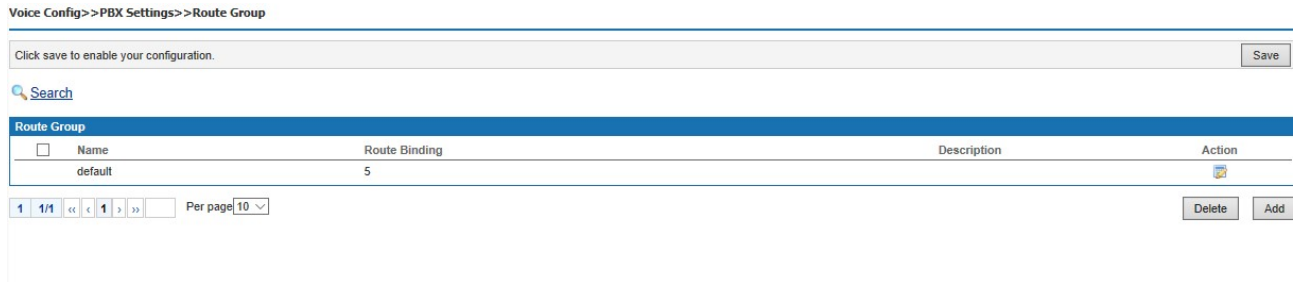 Voice Config>>PBX Settings>>Route Group
Click save to enable your configuration. Save
Search
Route Group
Name Route Binding Description Action
default 5
1 1/1 « ‹ 1 › » Per page 10 Delete Add